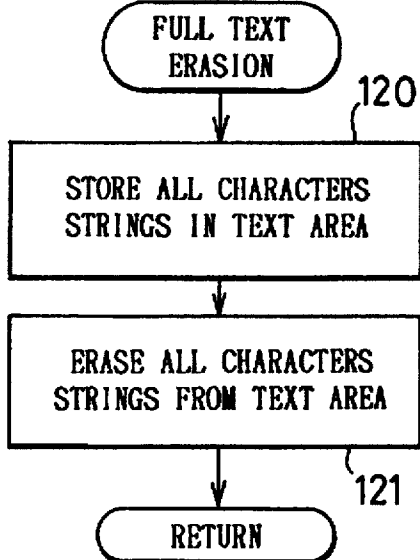 FULL TEXT
ERASION
120
STORE ALL CHARACTERS
STRINGS IN TEXT AREA
ERASE ALL CHARACTERS
STRINGS FROM TEXT AREA
121
RETURN